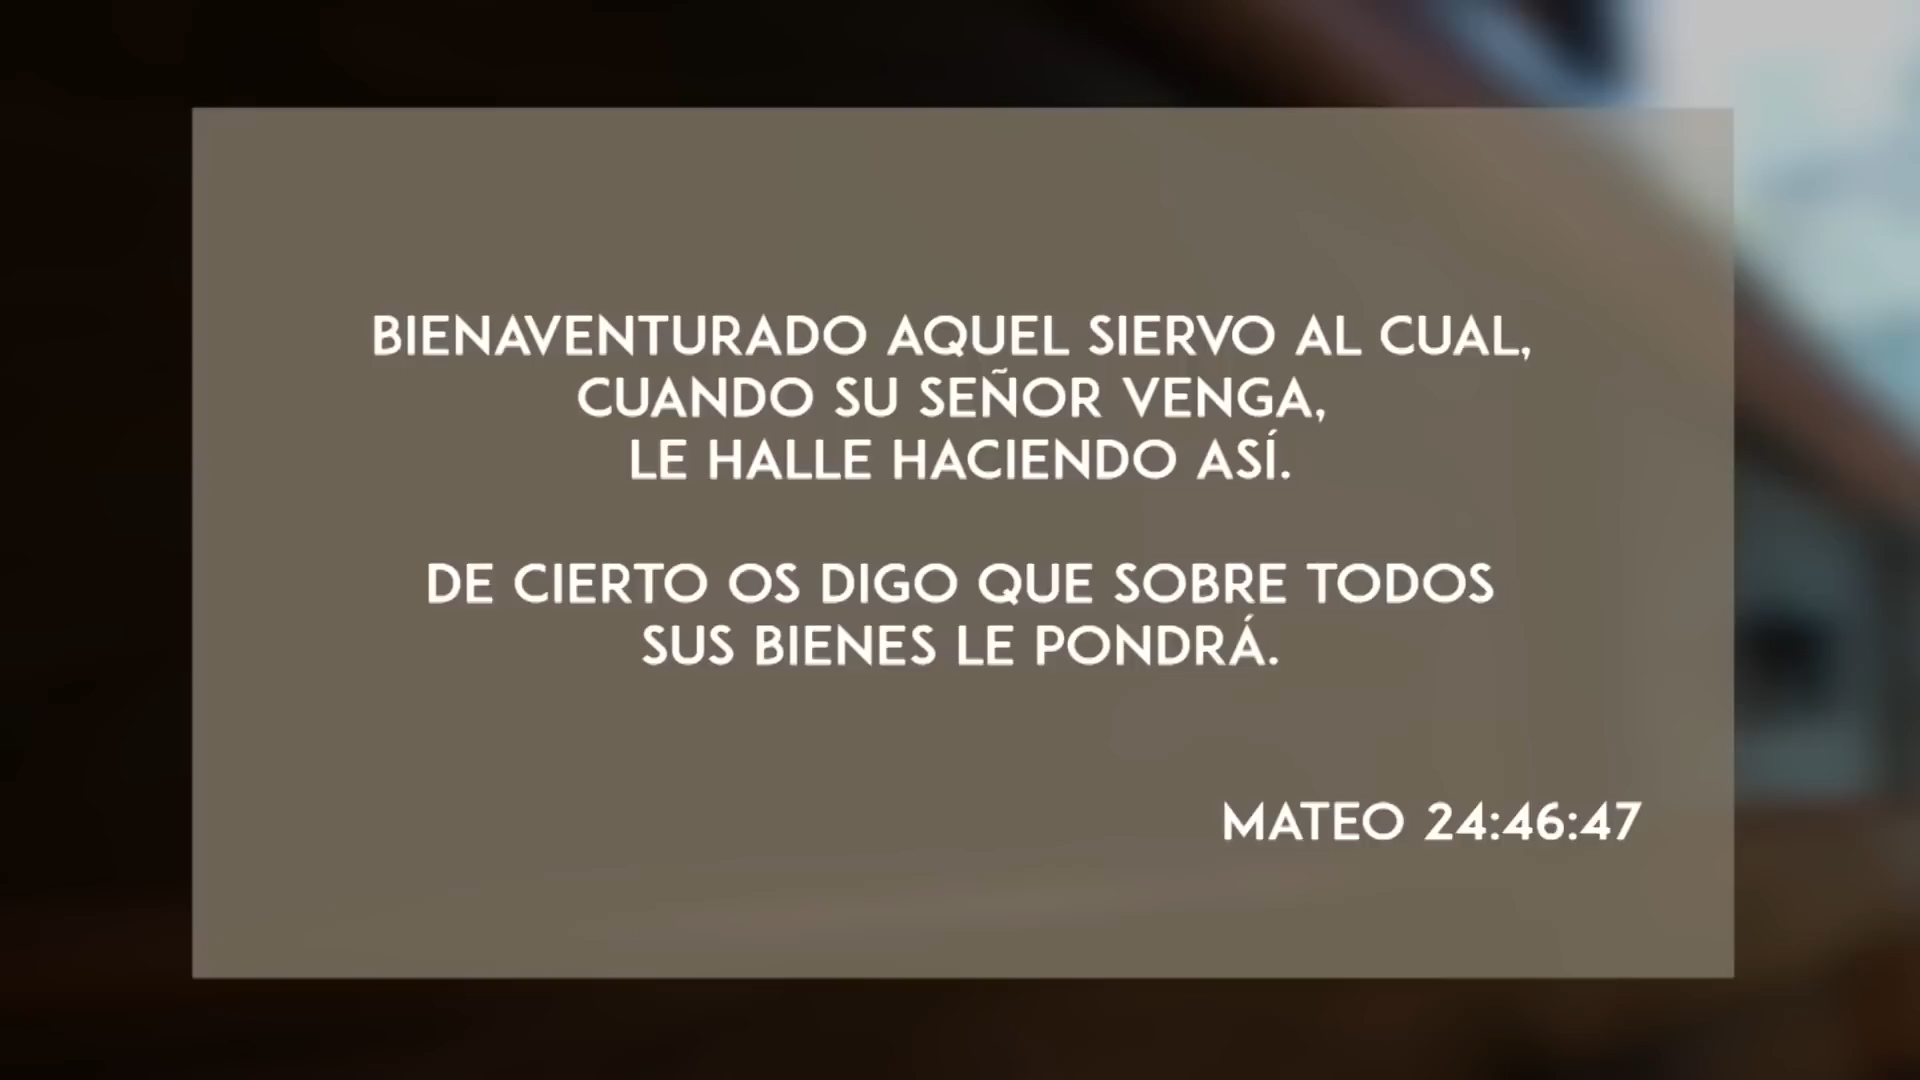 BIENAVENTURADO AQUEL SIERVO AL CUAL,
CUANDO SU SEÑOR VENGA,
LE HALLE HACIENDO ASÍ.
DE CIERTO OS DIGO QUE SOBRE TODOS
SUS BIENES LE PONDRÁ.
MATEO 24:46:47